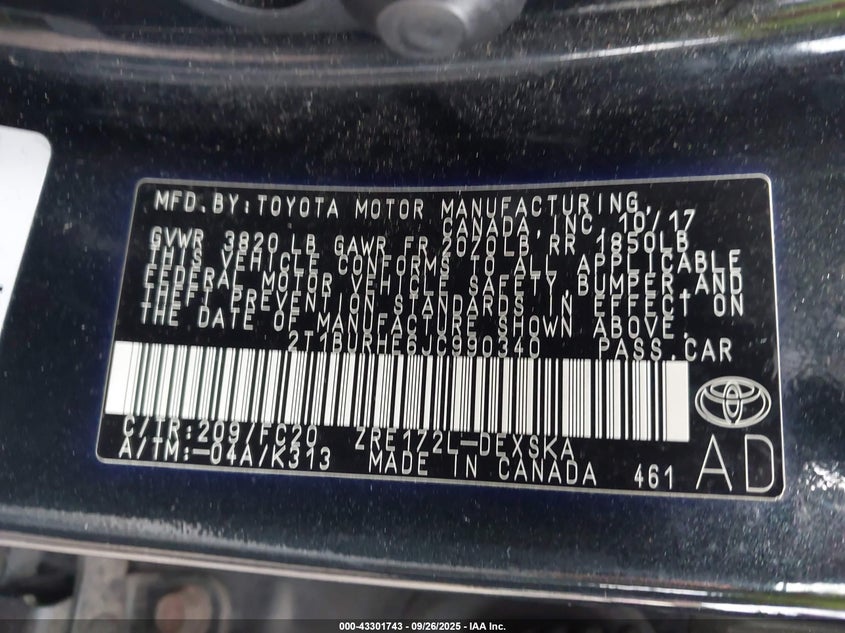 MFD.BY:TOYOTA MOTOR MANUFACTURING,
CANADA,INC. 10/17
GVWR 3820 LB GAWR FR 2070LB RR 1850LB
THIS VEHICLE CONFORMS TO ALL APPLICABLE
FEDERAL MOTOR VEHICLE SAFETY,BUMPER,AND
THEFT PREVENTION STANDARDS IN EFFECT ON
THE DATE OF MANUFACTURE SHOWN ABOVE.
2T1BURHE6JC990340 PASS.CAR
C/TR:209/FC20 ZRE172L-DEXSKA
A/TM:-04A/K313 MADE IN CANADA 461
AD
000-43301743 - 09/26/2025 - IAA Inc.